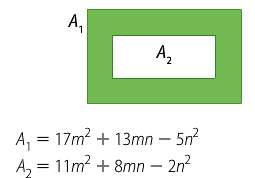 A₁
A₂
A₁ = 17m² + 13mn − 5n²
A₂ = 11m² + 8mn − 2n²